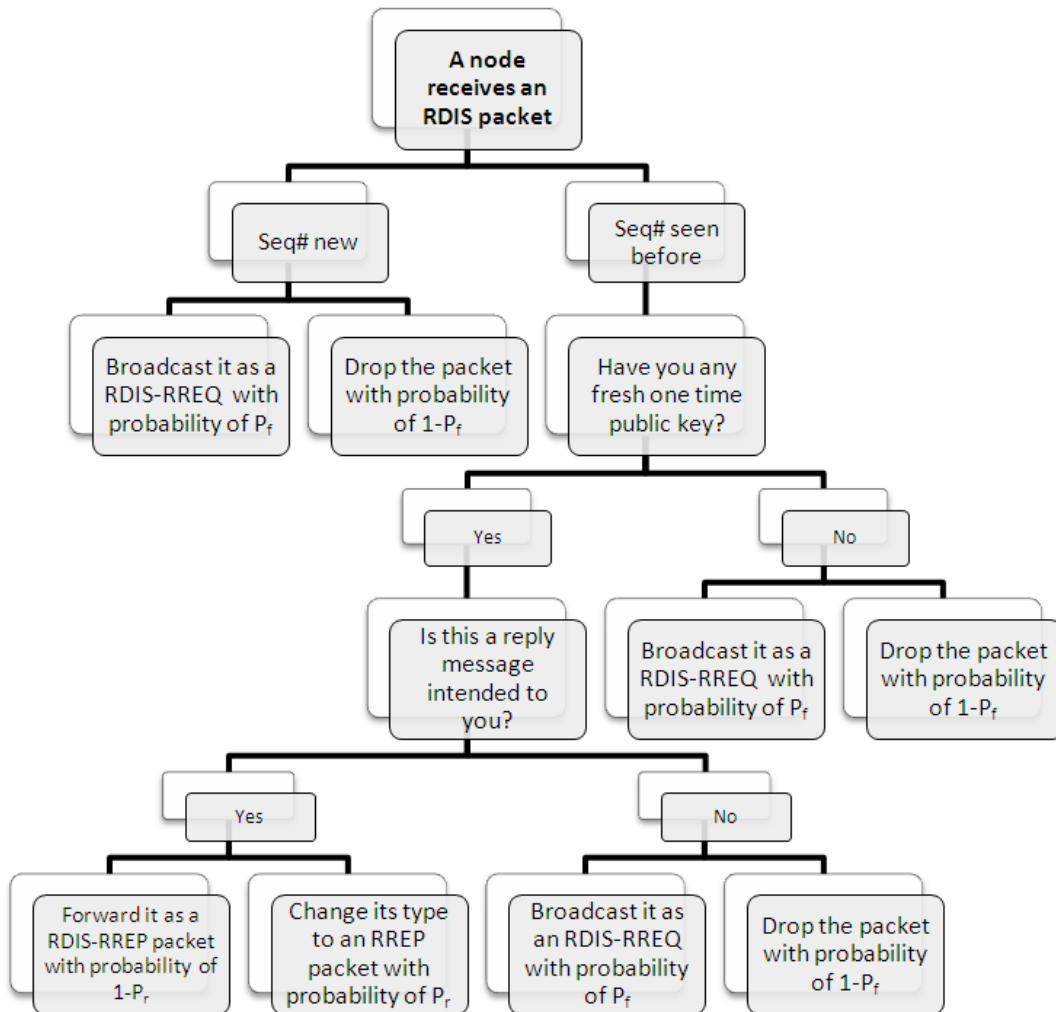 A node
receives an
RDIS packet
Seq# new
Seq# seen
before
Broadcast it as a
RDIS-RREQ with
probability of Pf
Drop the packet
with probability
of 1-Pf
Have you any
fresh one time
public key?
Yes
No
Is this a reply
message
intended to
you?
Broadcast it as a
RDIS-RREQ with
probability of Pf
Drop the packet
with probability
of 1-Pf
Yes
No
Forward it as a
RDIS-RREP packet
with probability of
1-Pr
Change its type
to an RREP
packet with
probability of Pr
Broadcast it as
an RDIS-RREQ
with probability
of Pf
Drop the packet
with probability
of 1-Pf